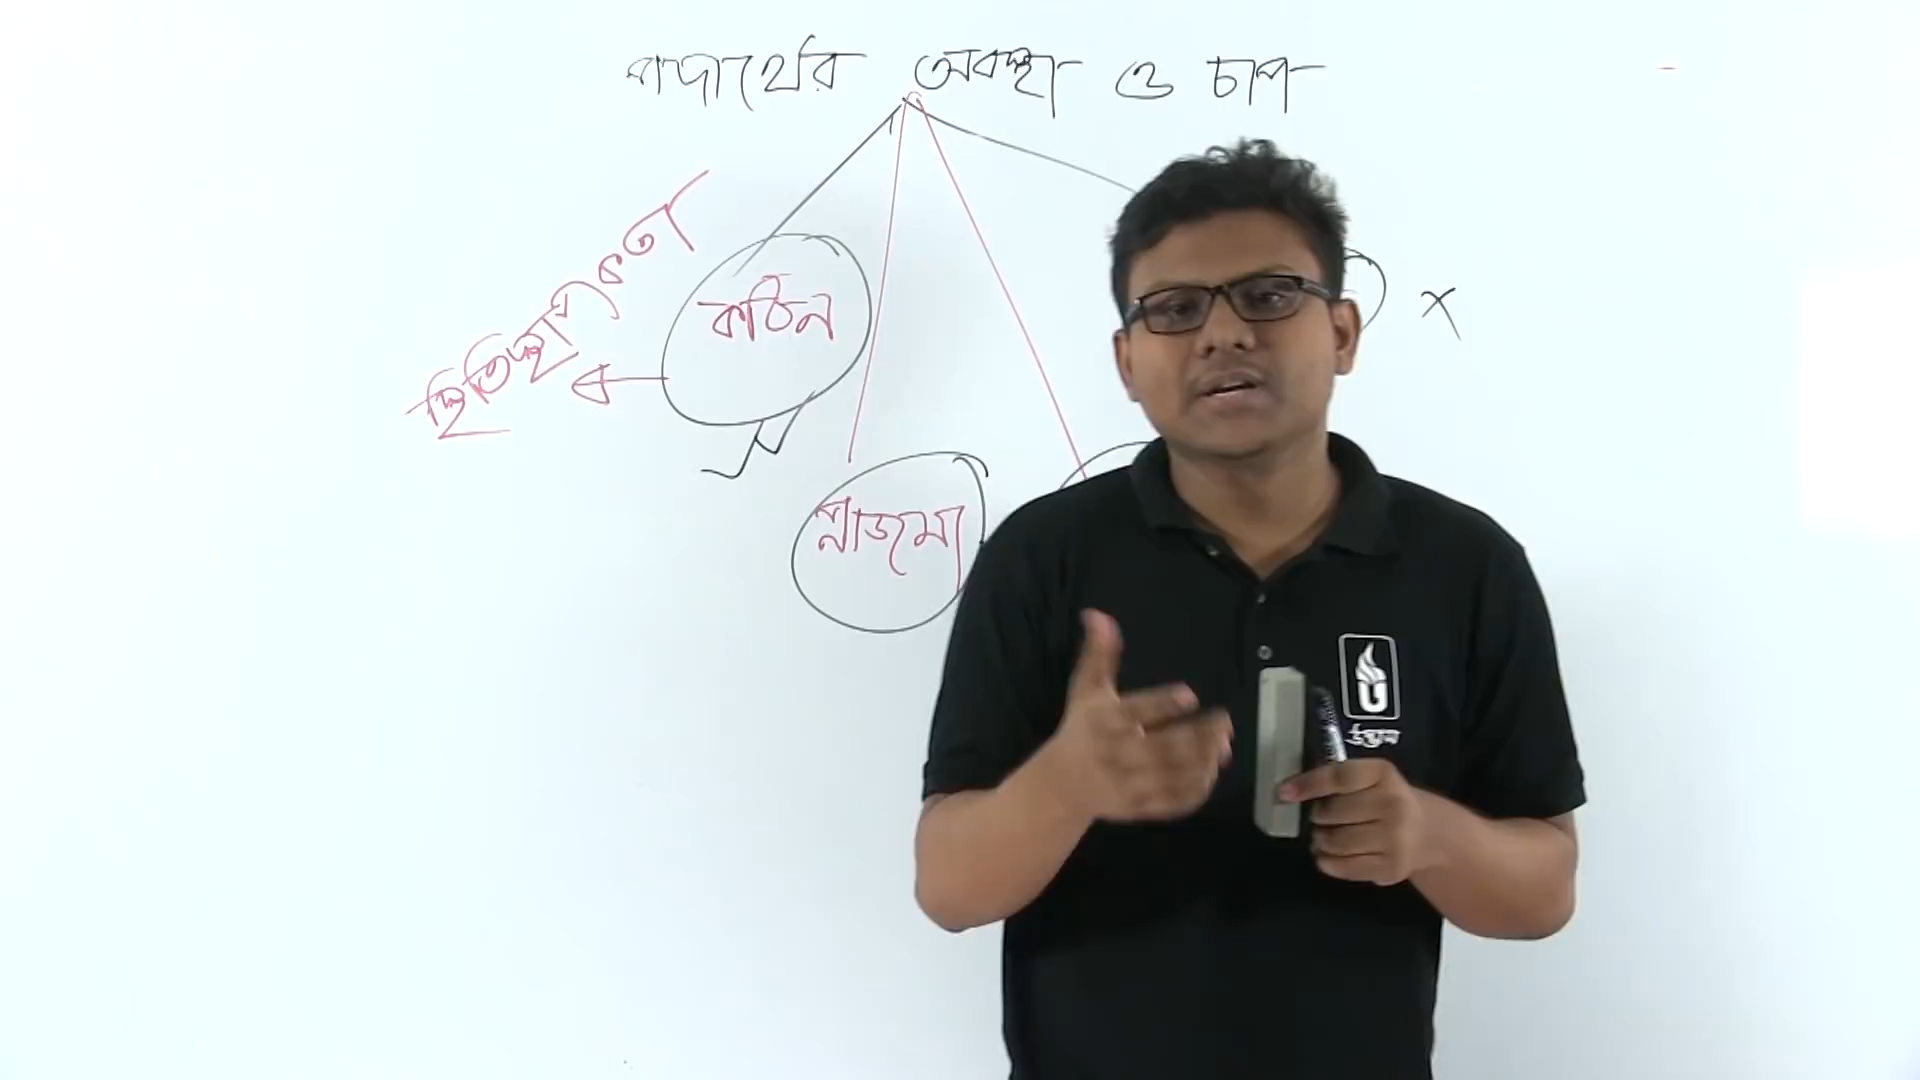 পদার্থের অবস্থা ও চাপ
স্থিতিস্থাপকতা
কঠিন
x
প্লাজমা
উদ্ভাস